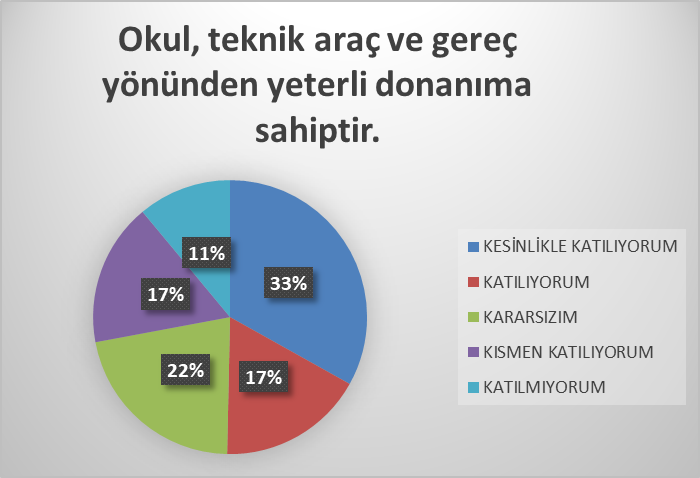 Okul, teknik araç ve gereç
yönünden yeterli donanıma
sahiptir.
11%
33%
17%
22%
17%
KESİNLİKLE KATILIYORUM
KATILIYORUM
KARARSIZIM
KISMEN KATILIYORUM
KATILMIYORUM